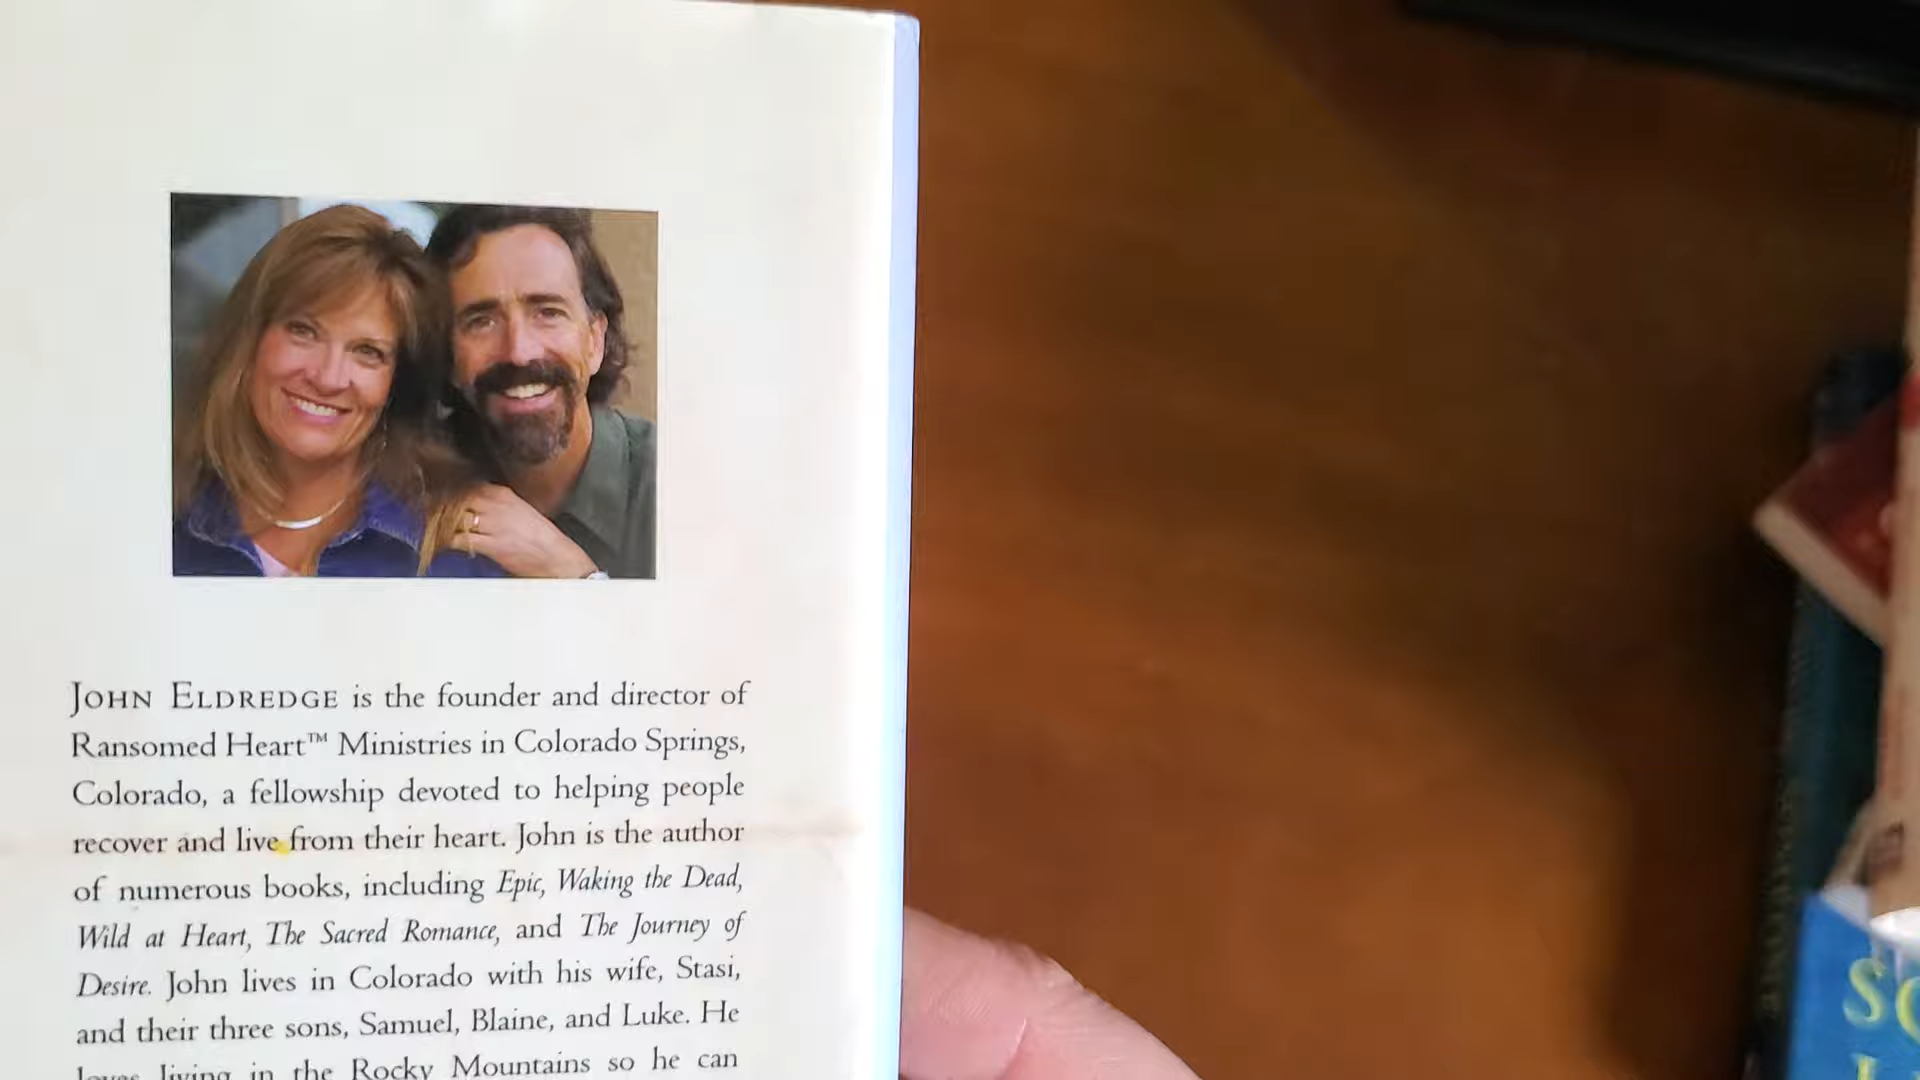 JOHN ELDREDGE is the founder and director of
Ransomed Heart™ Ministries in Colorado Springs,
Colorado, a fellowship devoted to helping people
recover and live from their heart. John is the author
of numerous books, including Epic, Waking the Dead,
Wild at Heart, The Sacred Romance, and The Journey of
Desire. John lives in Colorado with his wife, Stasi,
and their three sons, Samuel, Blaine, and Luke. He
loves living in the Rocky Mountains so he can